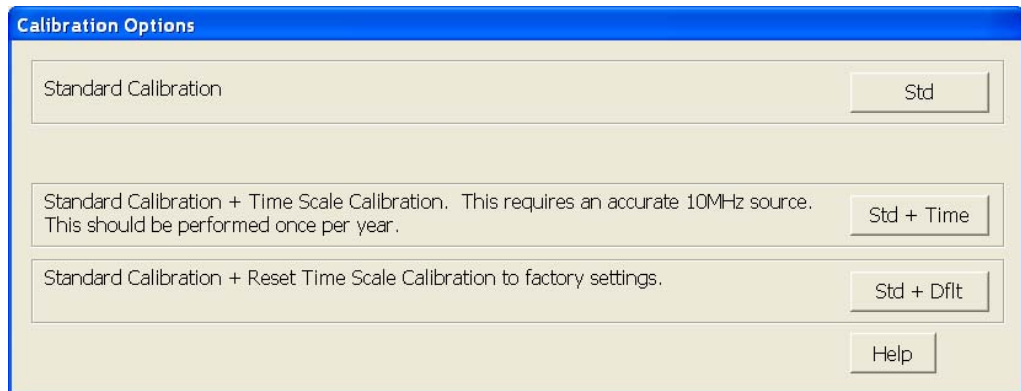 Calibration Options
Standard Calibration
Std
Standard Calibration + Time Scale Calibration.  This requires an accurate 10MHz source.
This should be performed once per year.
Std + Time
Standard Calibration + Reset Time Scale Calibration to factory settings.
Std + Dflt
Help